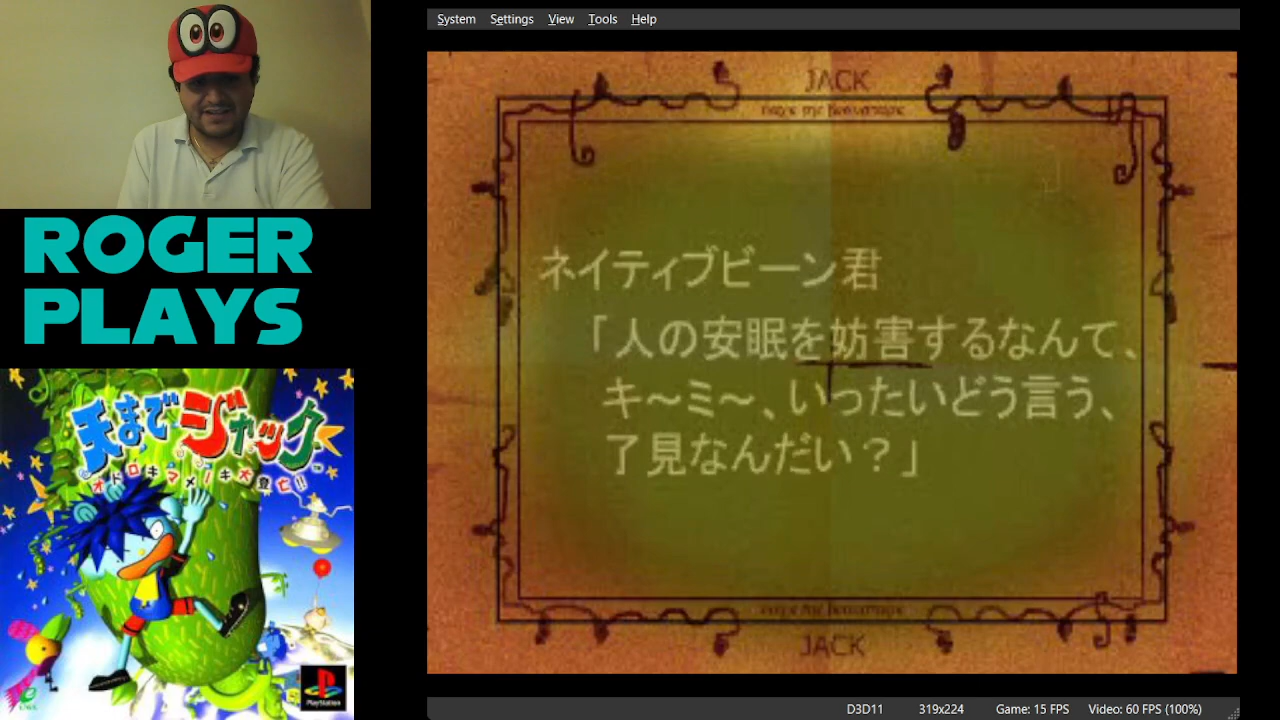 System Settings View Tools Help
ROGER
PLAYS
天までジャック
オドロキマメノキ大登亡!!
PlayStation
JACK
ネイティブビーン君
「人の安眠を妨害するなんて、
キ〜ミ〜、いったいどう言う、
了見なんだい？」
JACK
D3D11 319x224 Game: 15 FPS Video: 60 FPS (100%)